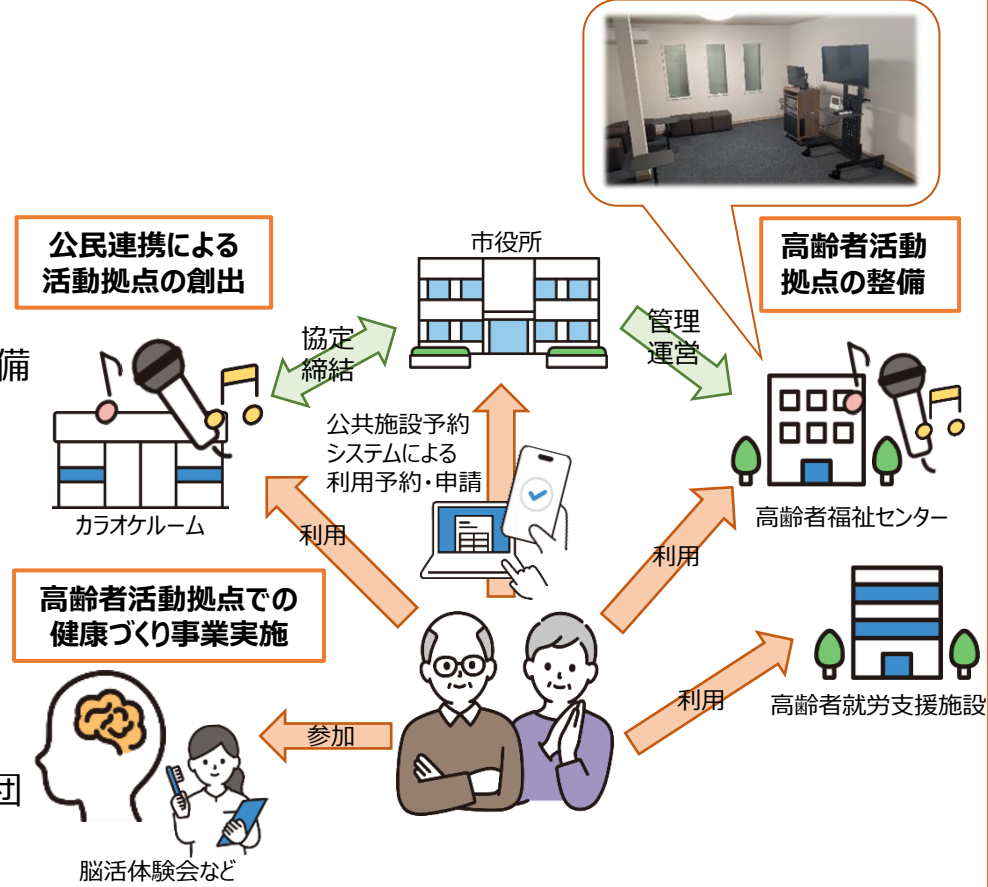 公民連携による
活動拠点の創出
市役所
高齢者活動
拠点の整備
備
協定
締結
管理
運営
公共施設予約
システムによる
利用予約・申請
カラオケルーム
利用
利用
高齢者福祉センター
高齢者活動拠点での
健康づくり事業実施
利用
高齢者就労支援施設
参加
団
脳活体験会など